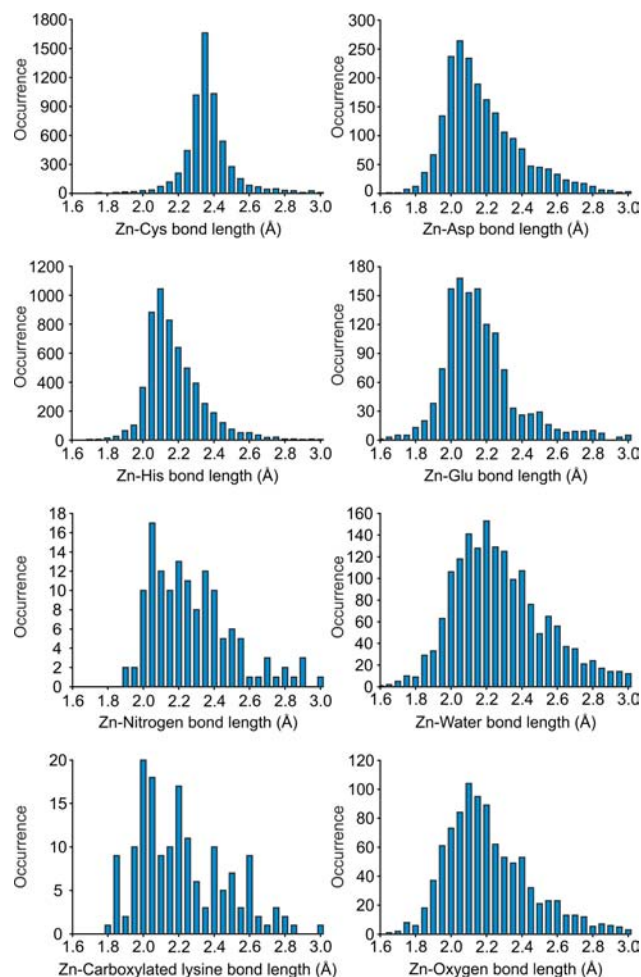 Occurrence
1800
1500
1200
900
600
300
0
1.6 1.8 2.0 2.2 2.4 2.6 2.8 3.0
Zn-Cys bond length (Å)
Occurrence
300
250
200
150
100
50
0
1.6 1.8 2.0 2.2 2.4 2.6 2.8 3.0
Zn-Asp bond length (Å)
Occurrence
1200
1000
800
600
400
200
0
1.6 1.8 2.0 2.2 2.4 2.6 2.8 3.0
Zn-His bond length (Å)
Occurrence
180
150
120
90
60
30
0
1.6 1.8 2.0 2.2 2.4 2.6 2.8 3.0
Zn-Glu bond length (Å)
Occurrence
18
16
14
12
10
8
6
4
2
0
1.6 1.8 2.0 2.2 2.4 2.6 2.8 3.0
Zn-Nitrogen bond length (Å)
Occurrence
160
140
120
100
80
60
40
20
0
1.6 1.8 2.0 2.2 2.4 2.6 2.8 3.0
Zn-Water bond length (Å)
Occurrence
20
15
10
5
0
1.6 1.8 2.0 2.2 2.4 2.6 2.8 3.0
Zn-Carboxylated lysine bond length (Å)
Occurrence
120
100
80
60
40
20
0
1.6 1.8 2.0 2.2 2.4 2.6 2.8 3.0
Zn-Oxygen bond length (Å)